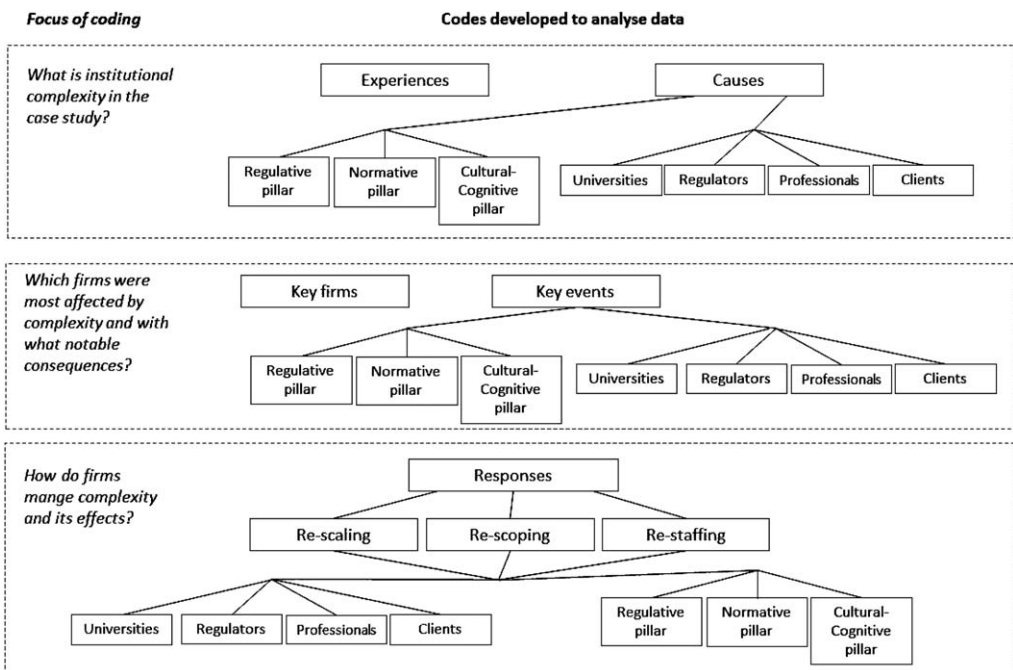 Focus of coding
Codes developed to analyse data
What is institutional
complexity in the
case study?
Experiences
Causes
Regulative
pillar
Normative
pillar
Cultural-
Cognitive
pillar
Universities
Regulators
Professionals
Clients
Which firms were
most affected by
complexity and with
what notable
consequences?
Key firms
Key events
Regulative
pillar
Normative
pillar
Cultural-
Cognitive
pillar
Universities
Regulators
Professionals
Clients
How do firms
mange complexity
and its effects?
Responses
Re-scaling
Re-scoping
Re-staffing
Universities
Regulators
Professionals
Clients
Regulative
pillar
Normative
pillar
Cultural-
Cognitive
pillar